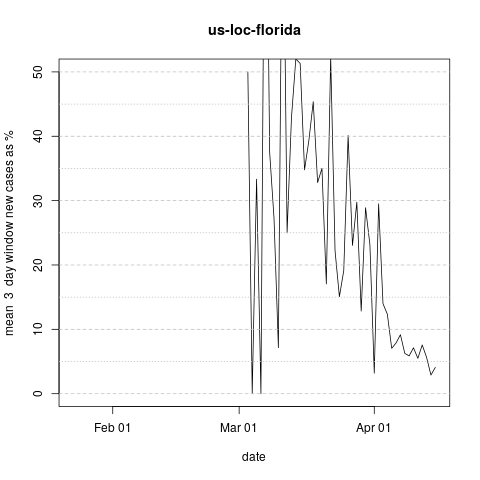 us-loc-florida
mean 3 day window new cases as %
50
40
30
20
10
0
Feb 01
Mar 01
Apr 01
date